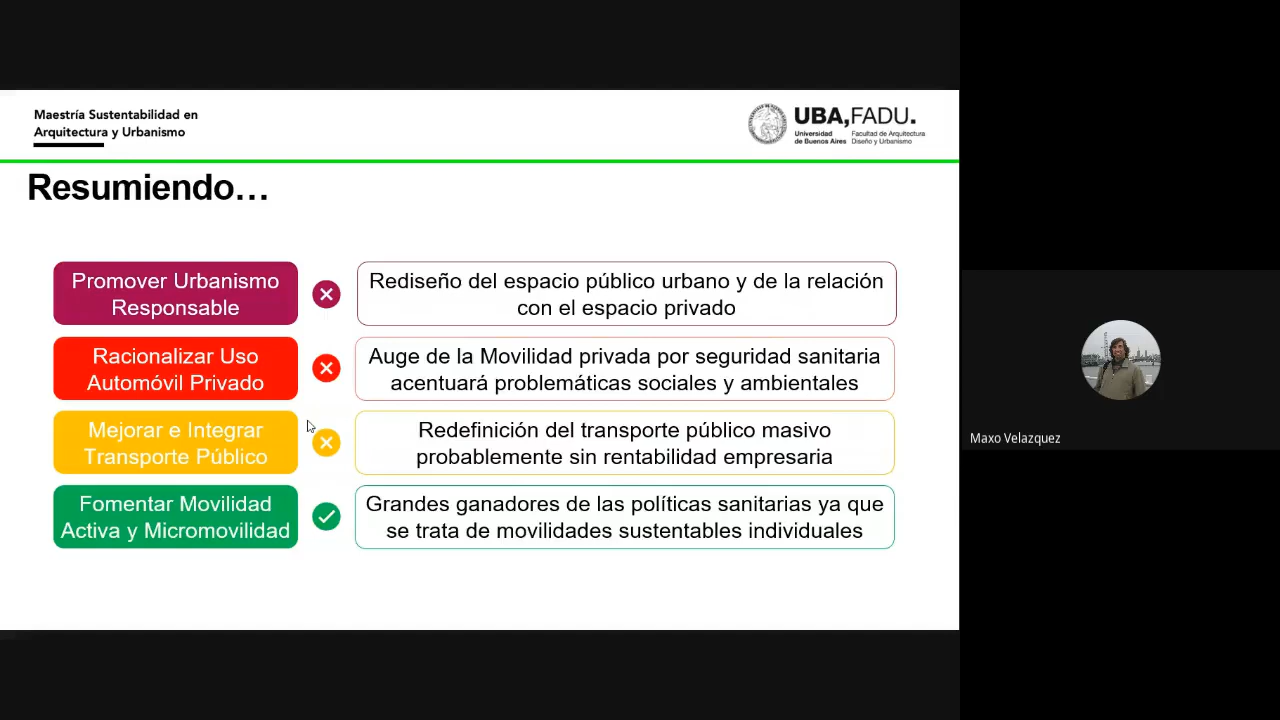 Maestría Sustentabilidad en
Arquitectura y Urbanismo
UBA,FADU.
Universidad de Buenos Aires
Facultad de Arquitectura Diseño y Urbanismo
Resumiendo…
Promover Urbanismo
Responsable
Rediseño del espacio público urbano y de la relación
con el espacio privado
Racionalizar Uso
Automóvil Privado
Auge de la Movilidad privada por seguridad sanitaria
acentuará problemáticas sociales y ambientales
Mejorar e Integrar
Transporte Público
Redefinición del transporte público masivo
probablemente sin rentabilidad empresaria
Fomentar Movilidad
Activa y Micromovilidad
Grandes ganadores de las políticas sanitarias ya que
se trata de movilidades sustentables individuales
Maxo Velazquez